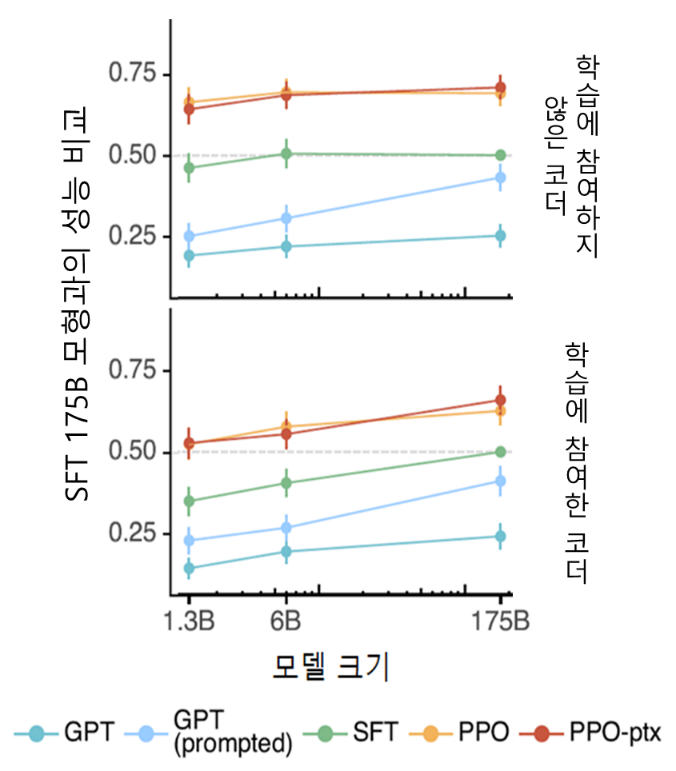 SFT 175B 모형과의 성능 비교
0.75
0.50
0.25
학습에 참여하지
않은 코더
0.75
0.50
0.25
학습에 참여한 코더
1.3B
6B
175B
모델 크기
GPT
GPT
(prompted)
SFT
PPO
PPO-ptx